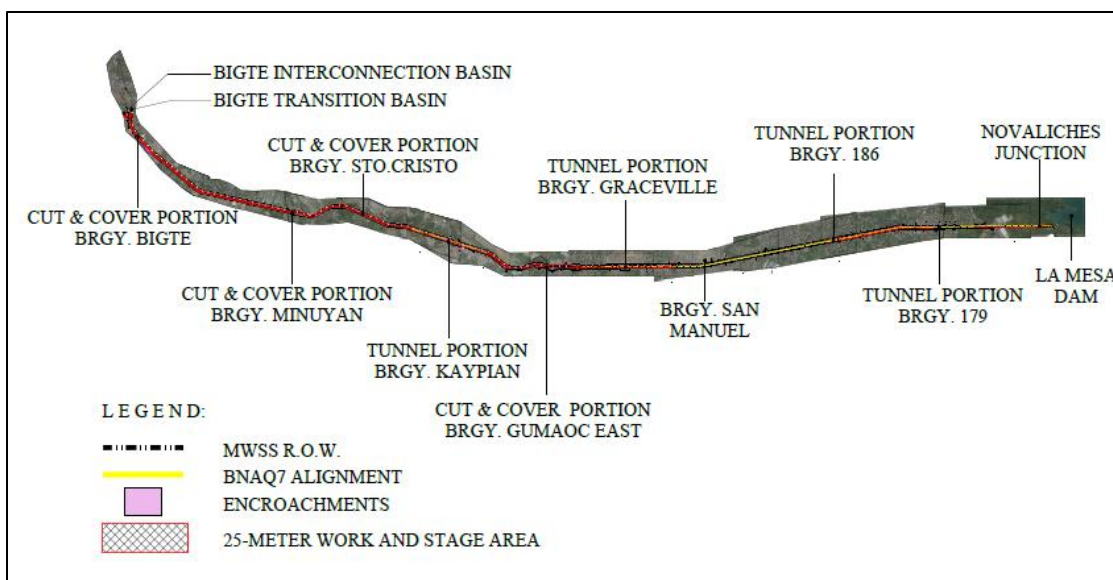 BIGTE INTERCONNECTION BASIN
BIGTE TRANSITION BASIN
CUT & COVER PORTION
BRGY. STO.CRISTO
TUNNEL PORTION
BRGY. GRACEVILLE
TUNNEL PORTION
BRGY. 186
NOVALICHES
JUNCTION
CUT & COVER PORTION
BRGY. BIGTE
CUT & COVER PORTION
BRGY. MINUYAN
TUNNEL PORTION
BRGY. KAYPIAN
CUT & COVER PORTION
BRGY. GUMAOC EAST
BRGY. SAN
MANUEL
TUNNEL PORTION
BRGY. 179
LA MESA
DAM
L E G E N D:
MWSS R.O.W.
BNAQ7 ALIGNMENT
ENCROACHMENTS
25-METER WORK AND STAGE AREA